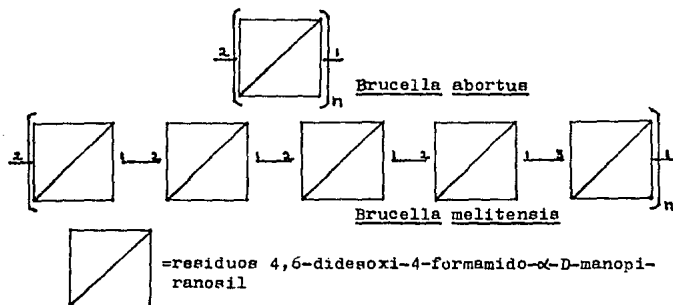 2 1
n
Brucella abortus
2 1 2 1 2 1 2 1 3 1
n
Brucella melitensis
=residuos 4,6-didesoxi-4-formamido-α-D-manopi-
ranosil